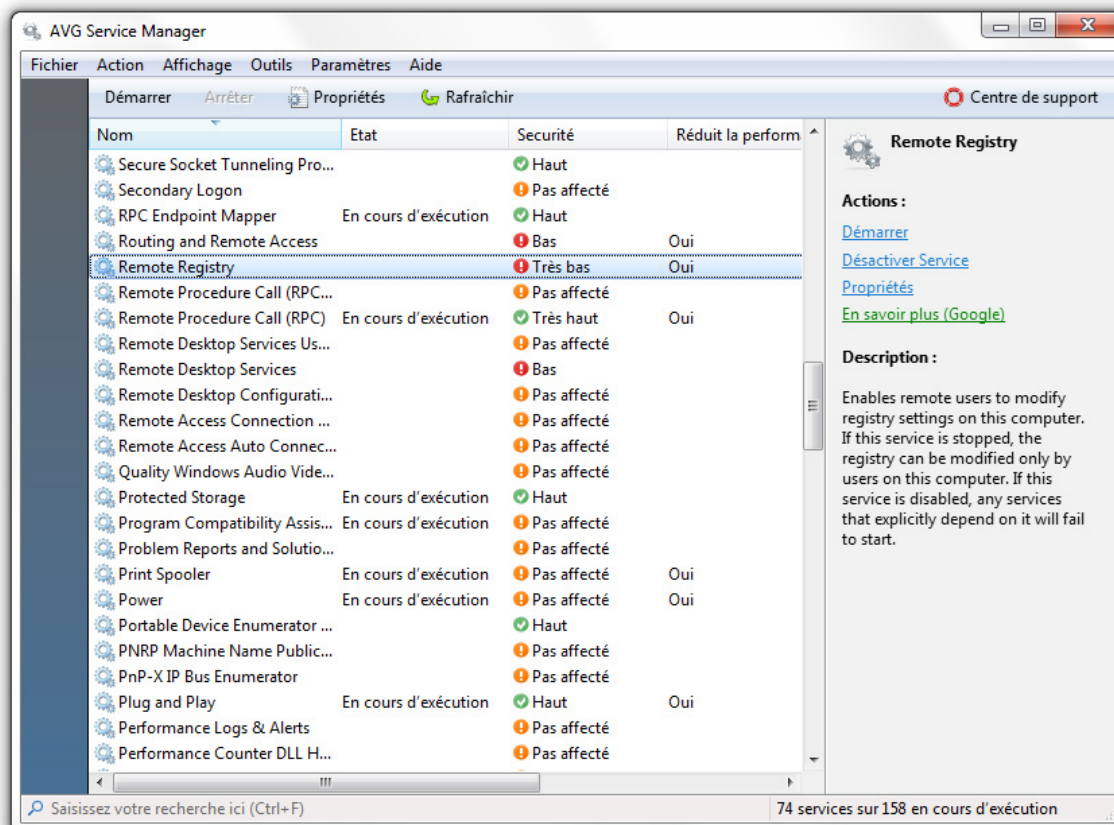 AVG Service Manager
Fichier Action Affichage Outils Paramètres Aide
Démarrer Arrêter Propriétés Rafraîchir Centre de support
Nom Etat Securité Réduit la perform
Secure Socket Tunneling Pro... Haut
Secondary Logon Pas affecté
RPC Endpoint Mapper En cours d'exécution Haut
Routing and Remote Access Bas Oui
Remote Registry Très bas Oui
Remote Procedure Call (RPC... Pas affecté
Remote Procedure Call (RPC) En cours d'exécution Très haut Oui
Remote Desktop Services Us... Pas affecté
Remote Desktop Services Bas
Remote Desktop Configurati... Pas affecté
Remote Access Connection ... Pas affecté
Remote Access Auto Connec... Pas affecté
Quality Windows Audio Vide... Pas affecté
Protected Storage En cours d'exécution Haut
Program Compatibility Assis... En cours d'exécution Pas affecté
Problem Reports and Solutio... Pas affecté
Print Spooler En cours d'exécution Pas affecté Oui
Power En cours d'exécution Pas affecté Oui
Portable Device Enumerator ... Haut
PNRP Machine Name Public... Pas affecté
PnP-X IP Bus Enumerator Pas affecté
Plug and Play En cours d'exécution Haut Oui
Performance Logs & Alerts Pas affecté
Performance Counter DLL H... Pas affecté
Remote Registry
Actions :
Démarrer
Désactiver Service
Propriétés
En savoir plus (Google)
Description :
Enables remote users to modify
registry settings on this computer.
If this service is stopped, the
registry can be modified only by
users on this computer. If this
service is disabled, any services
that explicitly depend on it will fail
to start.
Saisissez votre recherche ici (Ctrl+F)
74 services sur 158 en cours d'exécution